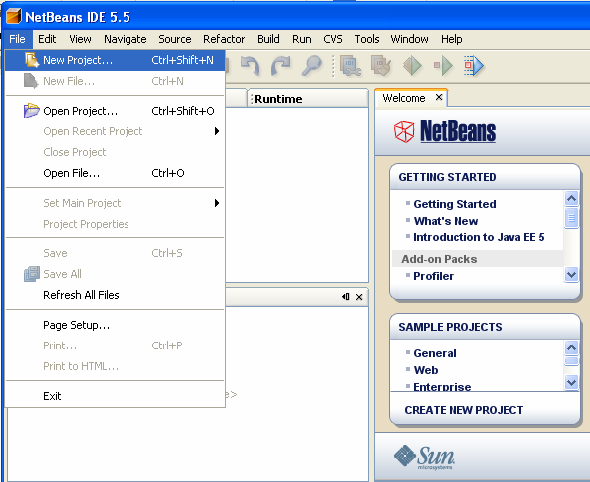 NetBeans IDE 5.5
File Edit View Navigate Source Refactor Build Run CVS Tools Window Help
New Project... Ctrl+Shift+N
New File... Ctrl+N
Open Project... Ctrl+Shift+O
Open Recent Project
Close Project
Open File... Ctrl+O
Set Main Project
Project Properties
Save Ctrl+S
Save All
Refresh All Files
Page Setup...
Print... Ctrl+P
Print to HTML...
Exit
Runtime
Welcome
NetBeans
GETTING STARTED
Getting Started
What's New
Introduction to Java EE 5
Add-on Packs
Profiler
SAMPLE PROJECTS
General
Web
Enterprise
CREATE NEW PROJECT
Sun
microsystems